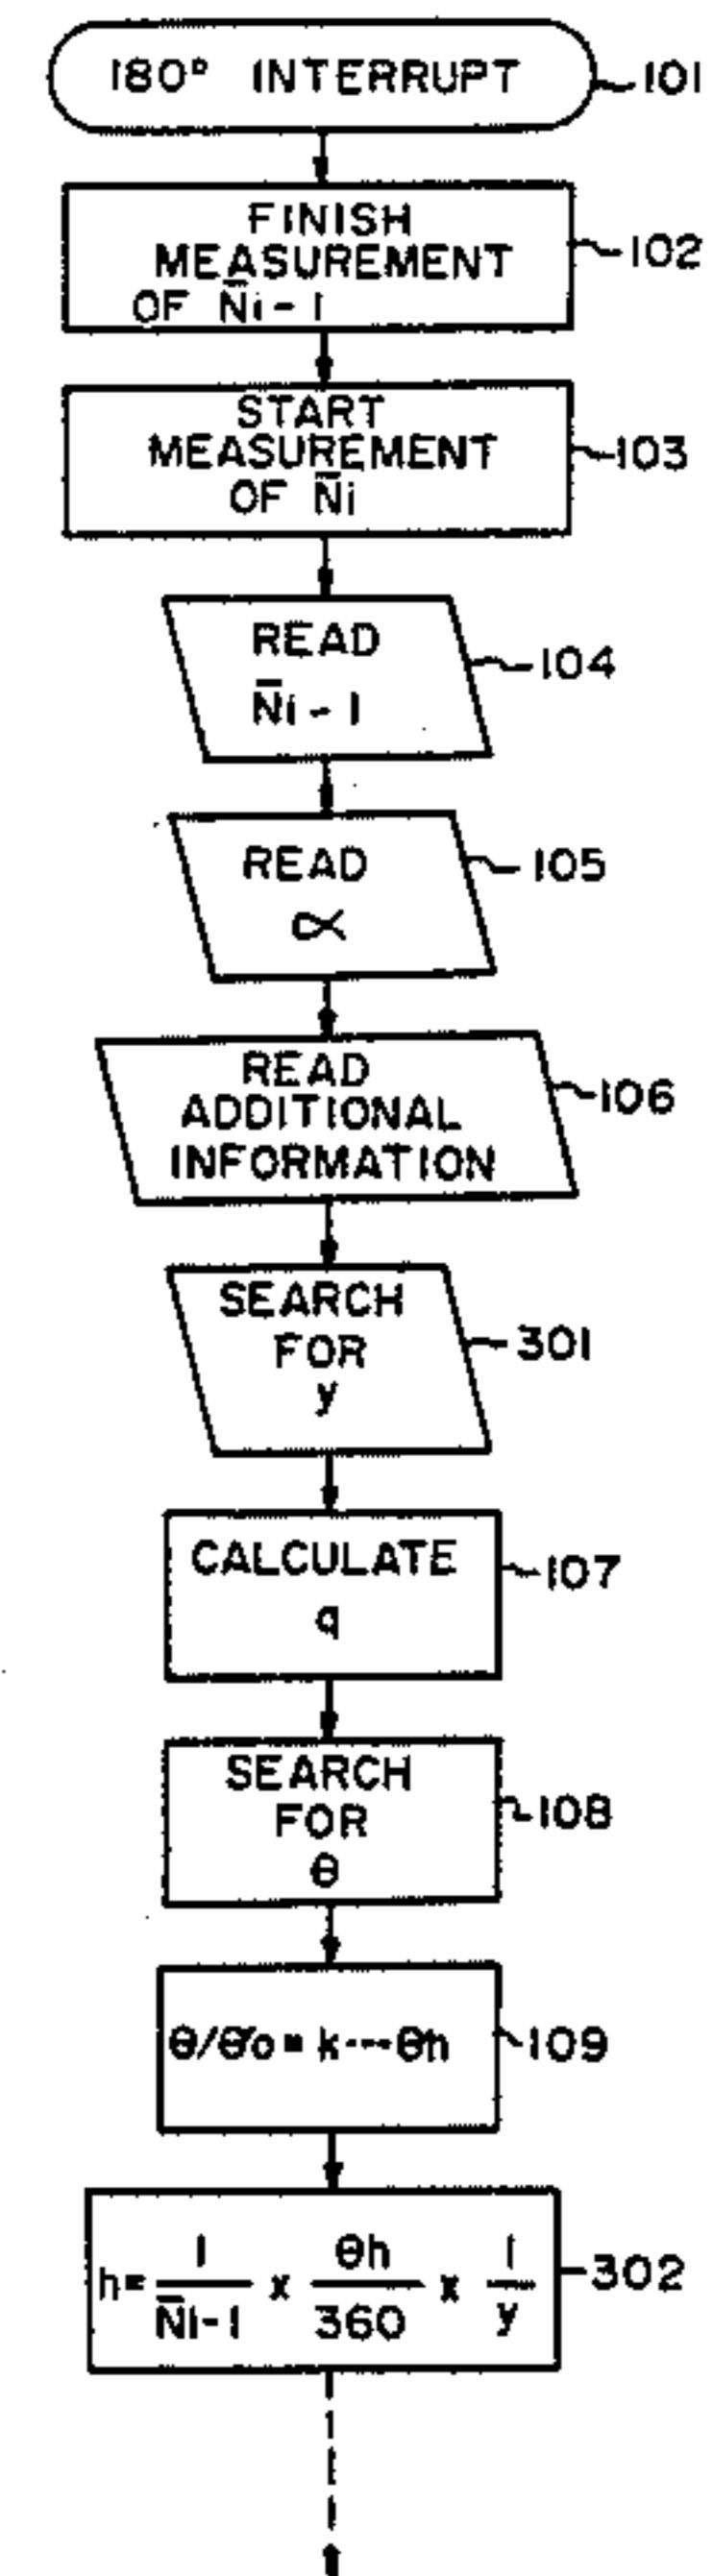 180° INTERRUPT
101
FINISH
MEASUREMENT
OF N̄i-1
102
START
MEASUREMENT
OF N̄i
103
READ
N̄i-1
104
READ
α
105
READ
ADDITIONAL
INFORMATION
106
SEARCH
FOR
y
301
CALCULATE
q
107
SEARCH
FOR
θ
108
θ/θo = k---θh
109
h = 1/N̄i-1 x θh/360 x 1/y
302